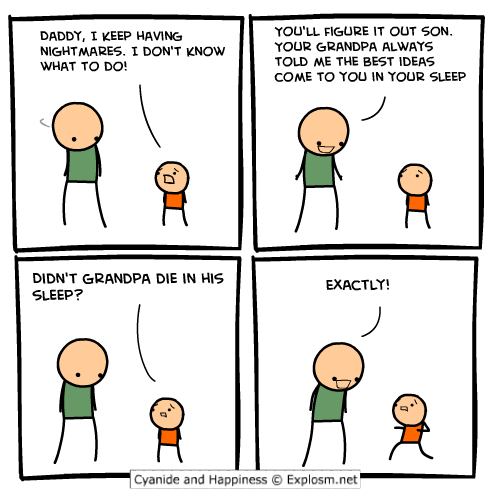 DADDY, I KEEP HAVING
NIGHTMARES. I DON'T KNOW
WHAT TO DO!
YOU'LL FIGURE IT OUT SON.
YOUR GRANDPA ALWAYS
TOLD ME THE BEST IDEAS
COME TO YOU IN YOUR SLEEP
DIDN'T GRANDPA DIE IN HIS
SLEEP?
EXACTLY!
Cyanide and Happiness © Explosm.net